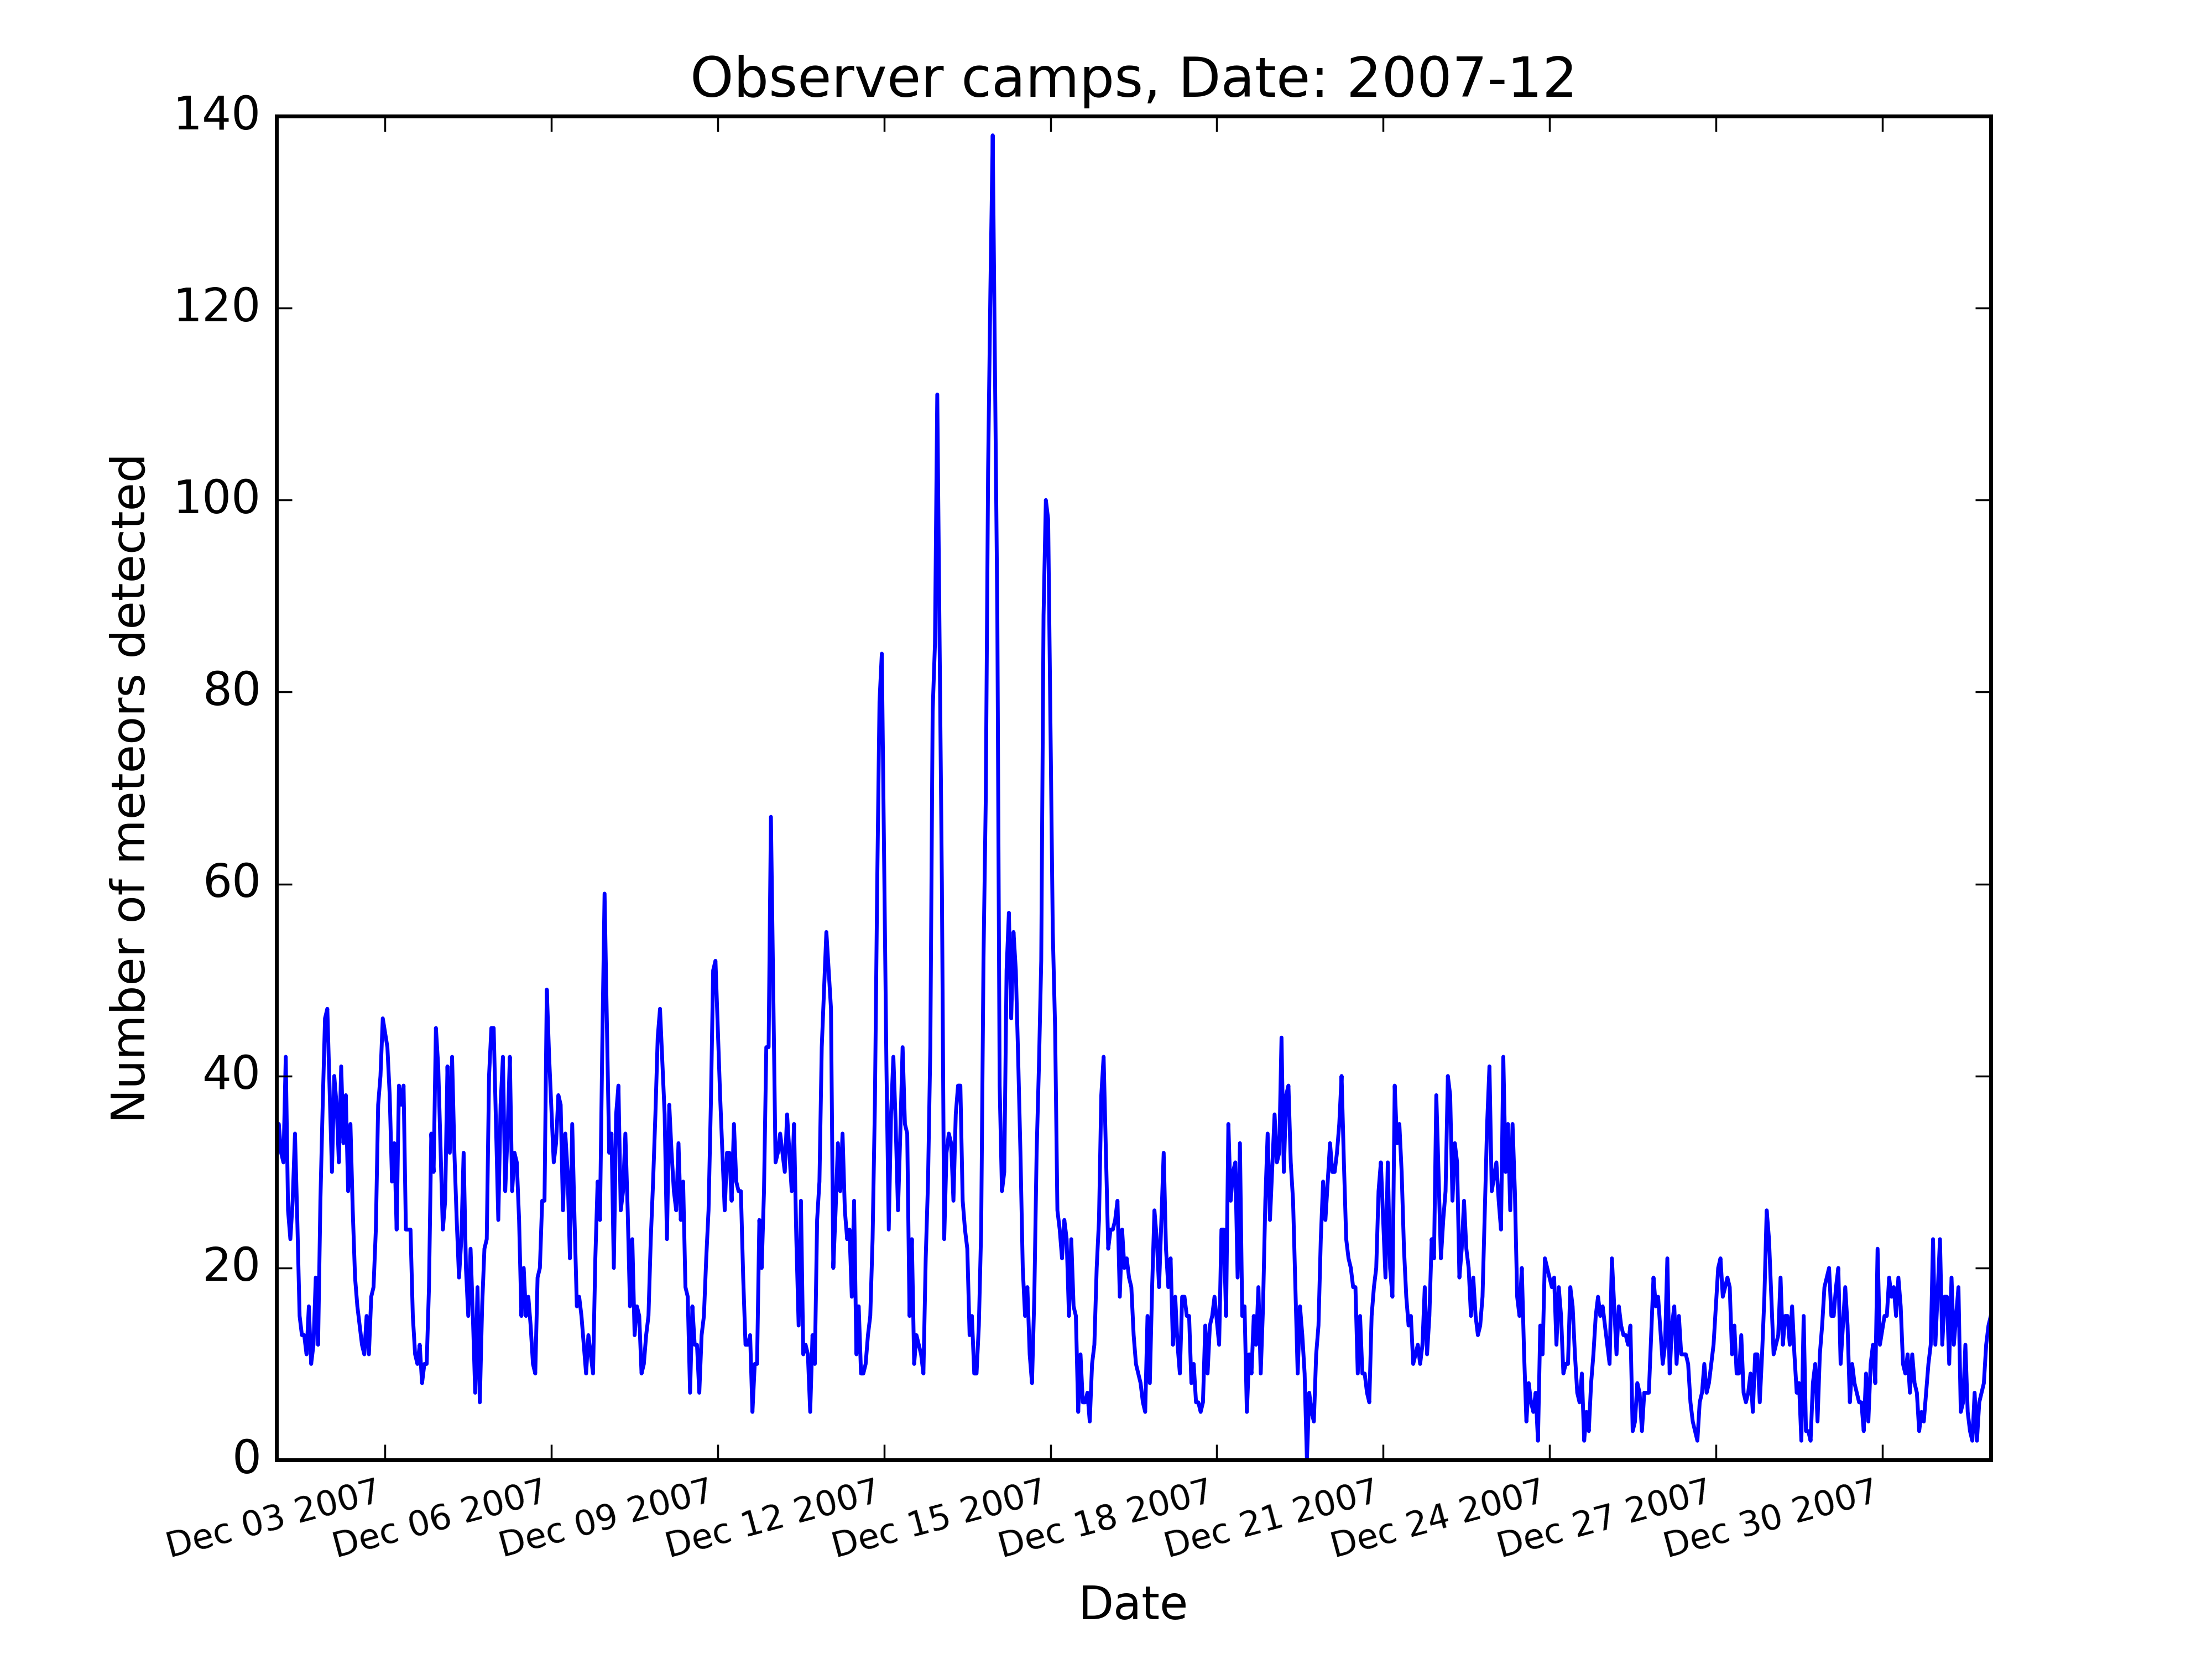 Observer camps, Date: 2007-12
140
120
100
80
60
40
20
0
Number of meteors detected
Dec 03 2007
Dec 06 2007
Dec 09 2007
Dec 12 2007
Dec 15 2007
Dec 18 2007
Dec 21 2007
Dec 24 2007
Dec 27 2007
Dec 30 2007
Date